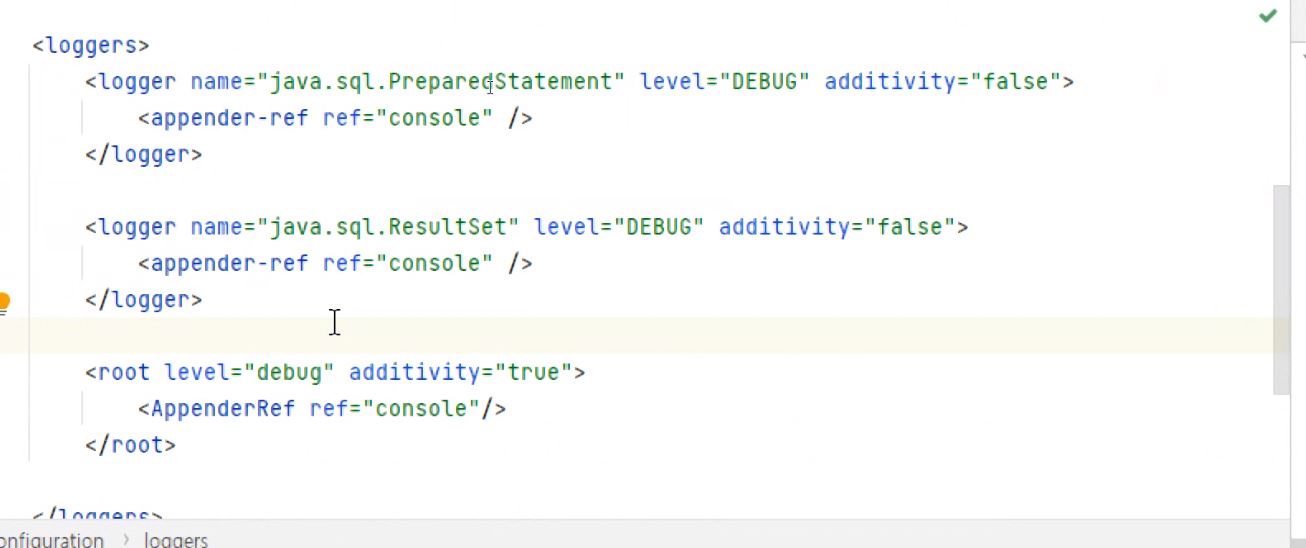 <loggers>
<logger name="java.sql.PreparedStatement" level="DEBUG" additivity="false">
<appender-ref ref="console" />
</logger>
<logger name="java.sql.ResultSet" level="DEBUG" additivity="false">
<appender-ref ref="console" />
</logger>
<root level="debug" additivity="true">
<AppenderRef ref="console"/>
</root>
</loggers>
onfiguration › loggers